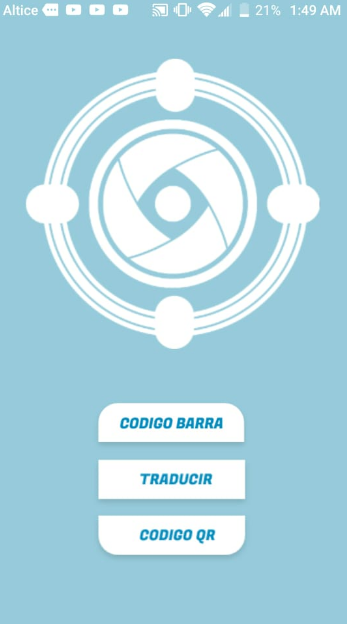 Altice 21% 1:49 AM
CODIGO BARRA
TRADUCIR
CODIGO QR